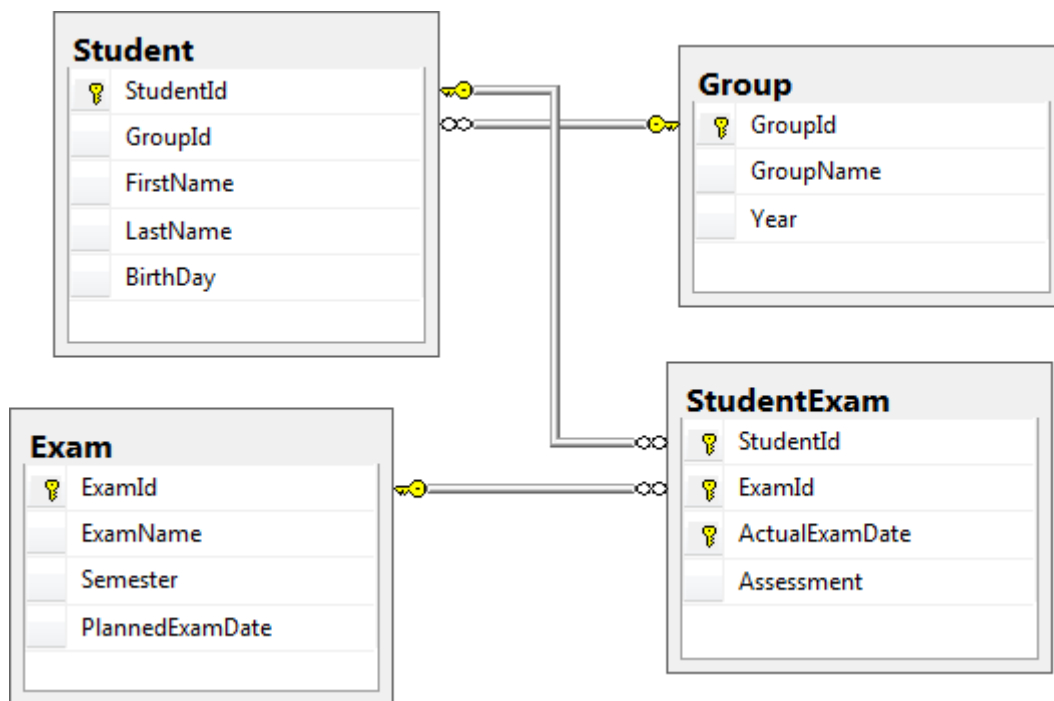 Student
StudentId
GroupId
FirstName
LastName
BirthDay
Group
GroupId
GroupName
Year
Exam
ExamId
ExamName
Semester
PlannedExamDate
StudentExam
StudentId
ExamId
ActualExamDate
Assessment